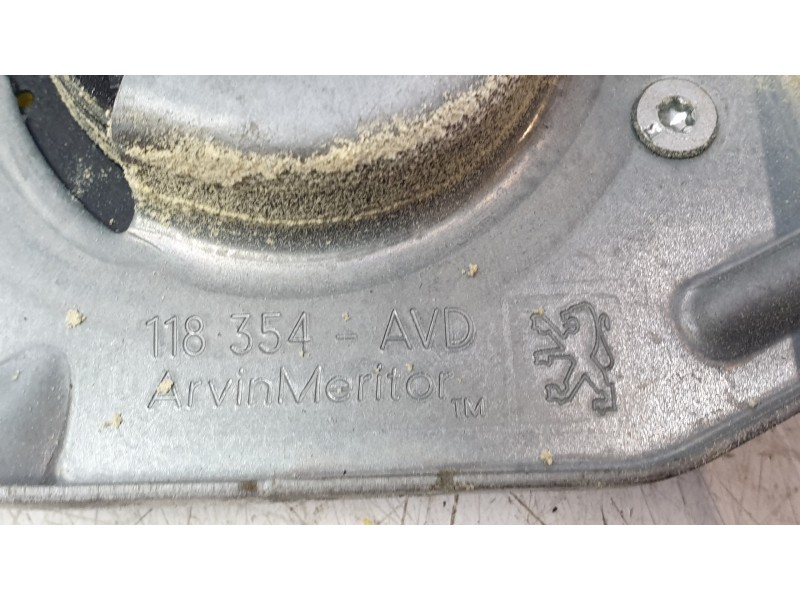 118 354 - AVD
ArvinMeritor™